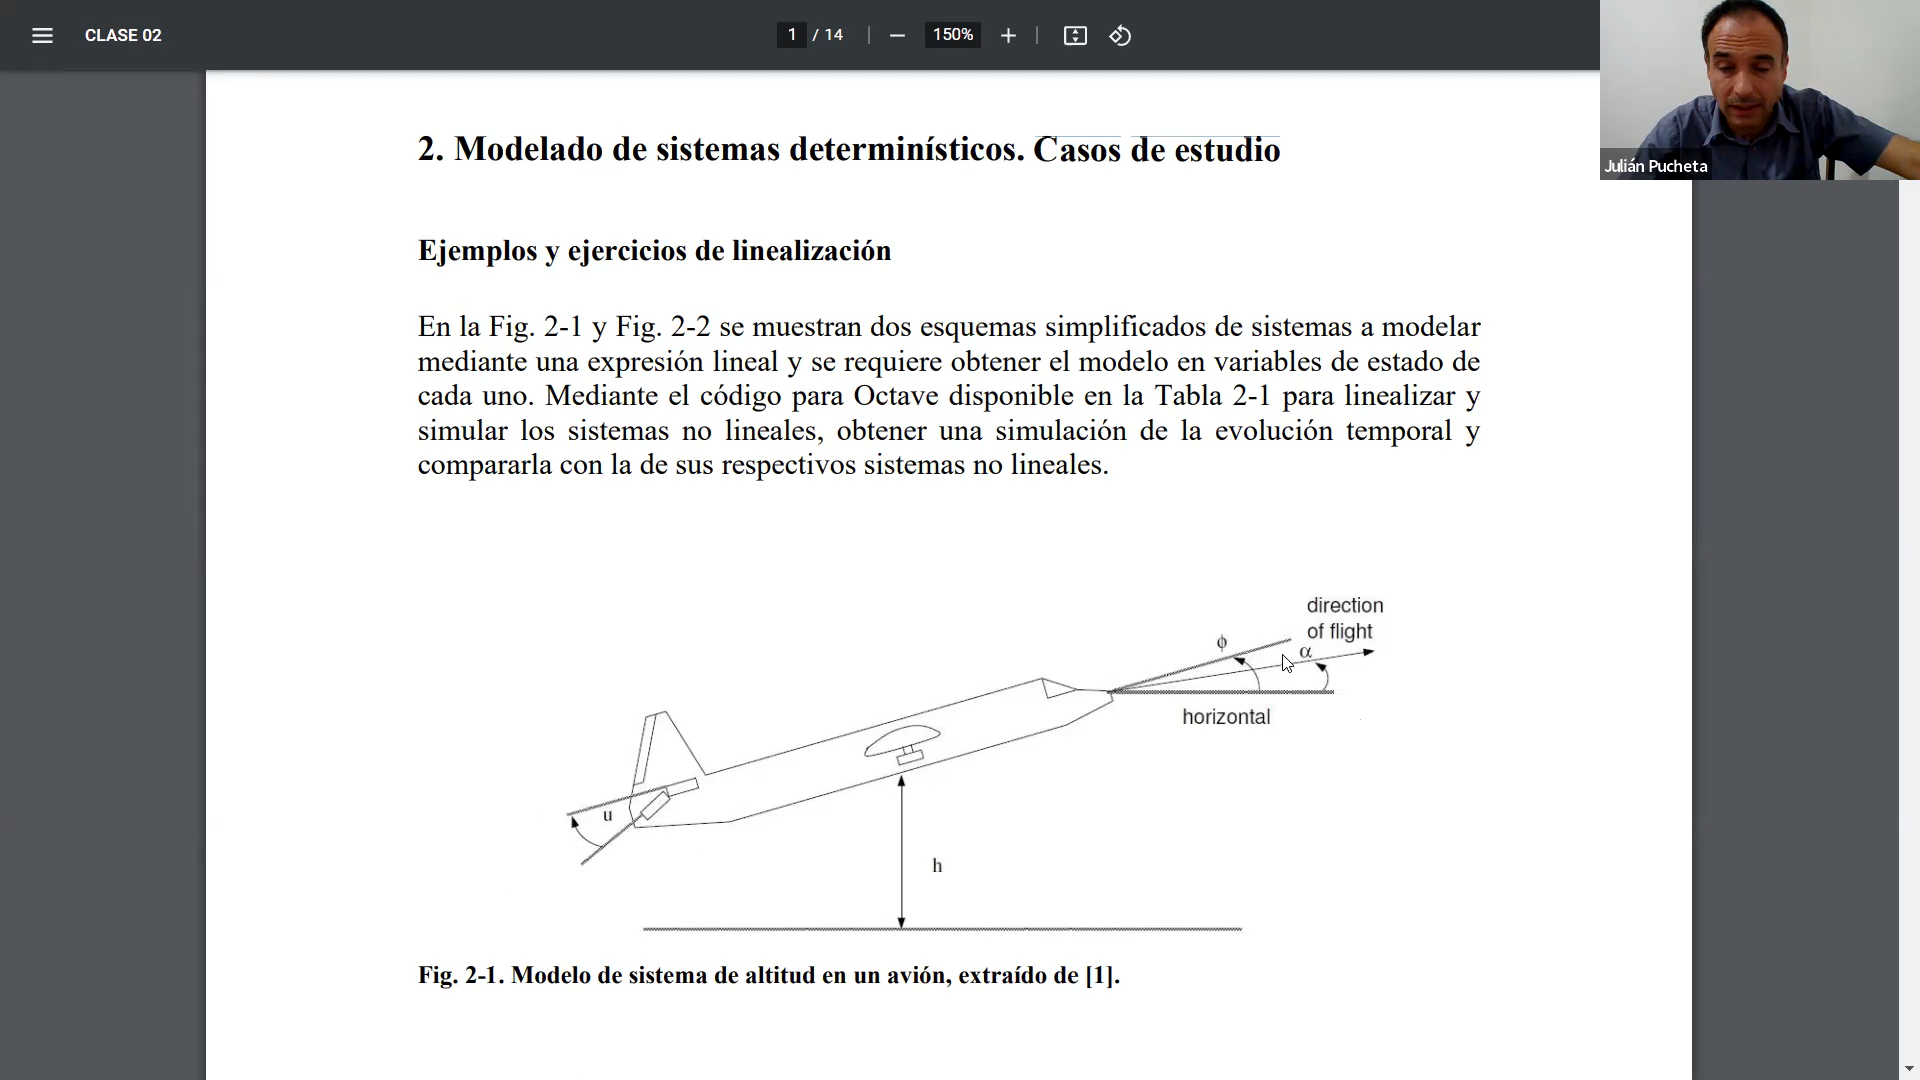 CLASE 02
1 / 14
150%
Julián Pucheta
2. Modelado de sistemas determinísticos. Casos de estudio
Ejemplos y ejercicios de linealización
En la Fig. 2-1 y Fig. 2-2 se muestran dos esquemas simplificados de sistemas a modelar
mediante una expresión lineal y se requiere obtener el modelo en variables de estado de
cada uno. Mediante el código para Octave disponible en la Tabla 2-1 para linealizar y
simular los sistemas no lineales, obtener una simulación de la evolución temporal y
compararla con la de sus respectivos sistemas no lineales.
direction
of flight
ϕ
α
horizontal
u
h
Fig. 2-1. Modelo de sistema de altitud en un avión, extraído de [1].